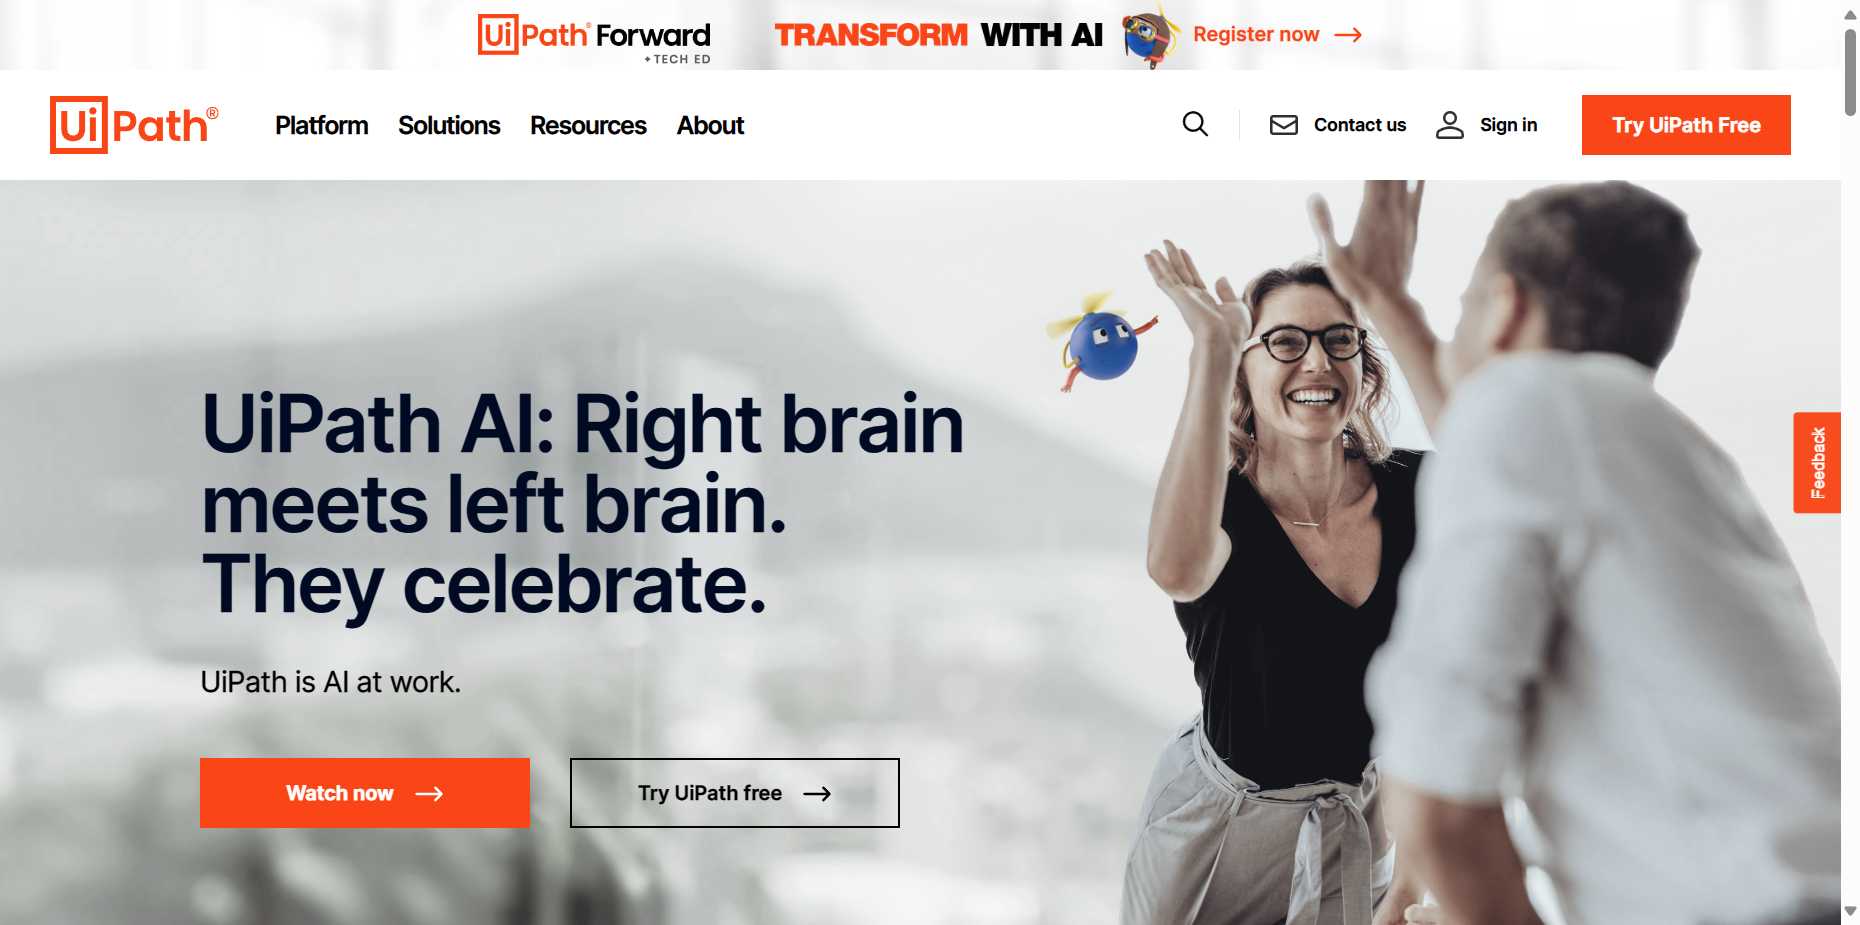 UiPath® Forward
+TECH ED
TRANSFORM WITH AI
Register now
UiPath®
Platform
Solutions
Resources
About
Contact us
Sign in
Try UiPath Free
UiPath AI: Right brain
meets left brain.
They celebrate.
UiPath is AI at work.
Watch now
Try UiPath free
Feedback